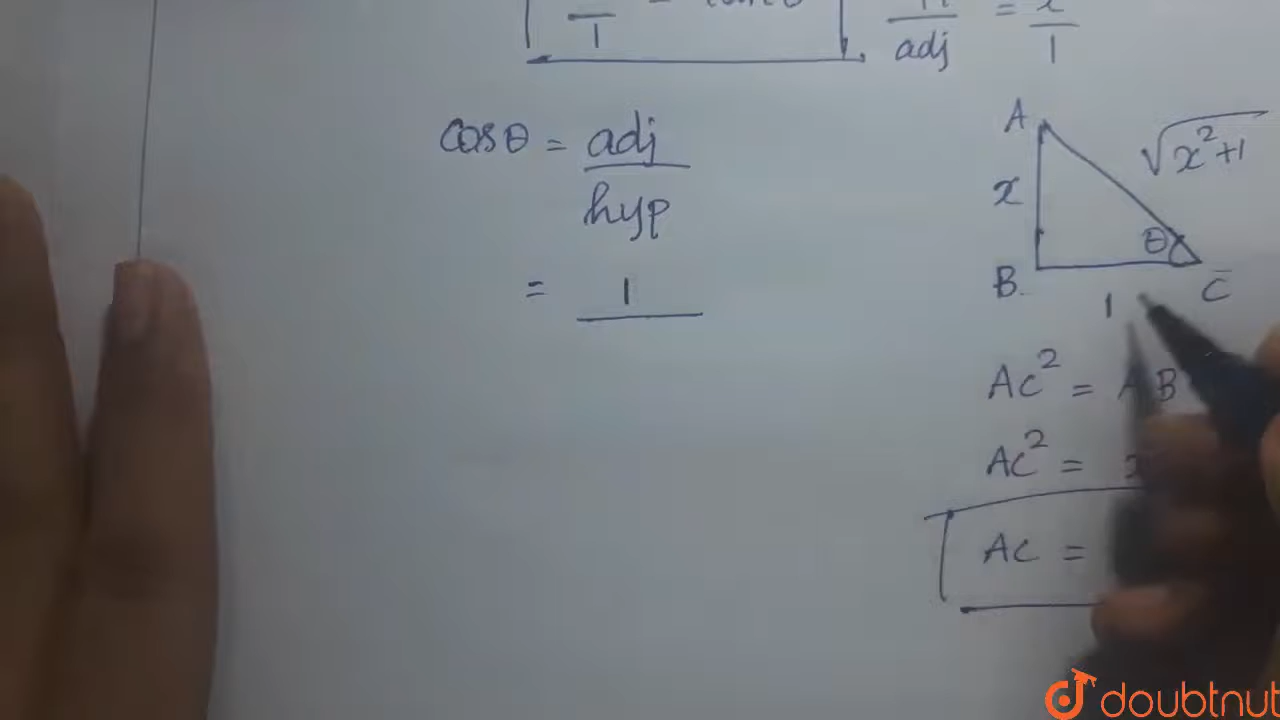 1
adj = x/1
cosθ = adj/hyp
= 1
A
x
√x²+1
θ
B
1
C
AC² = AB
AC² = x
AC =
doubtnut